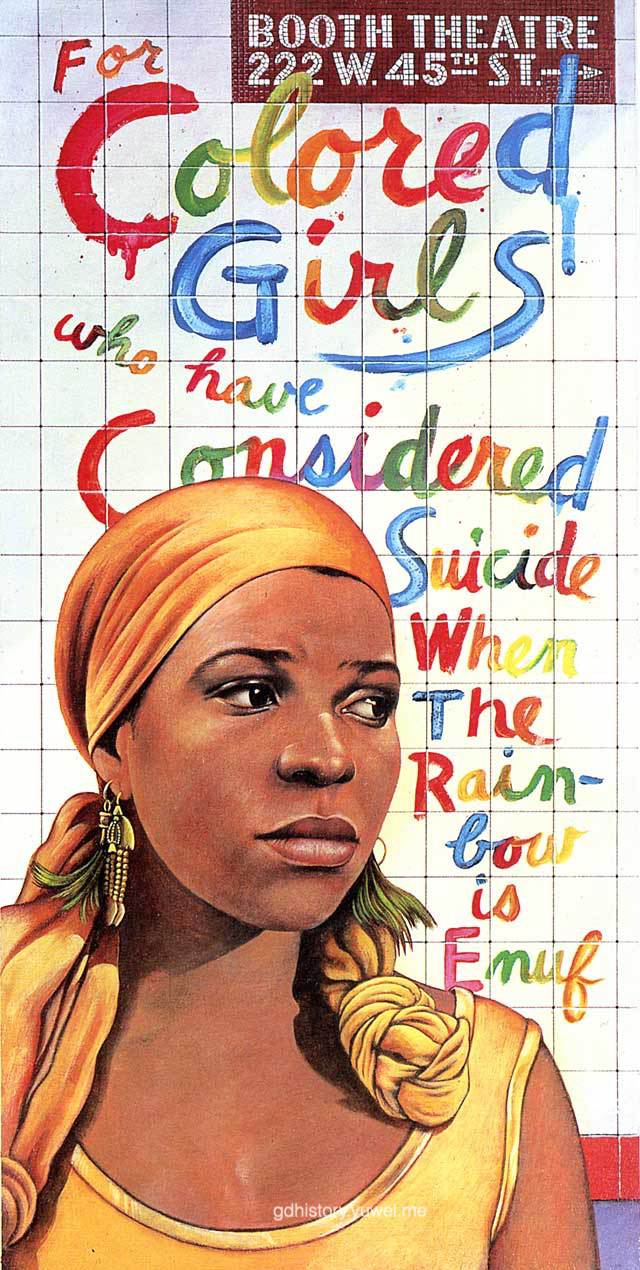 BOOTH THEATRE
222 W. 45TH ST.
For
Colored
Girls
who
have
Considered
Suicide
When
The
Rain-
bow
is
Enuf
gdhistory.yuwei.me